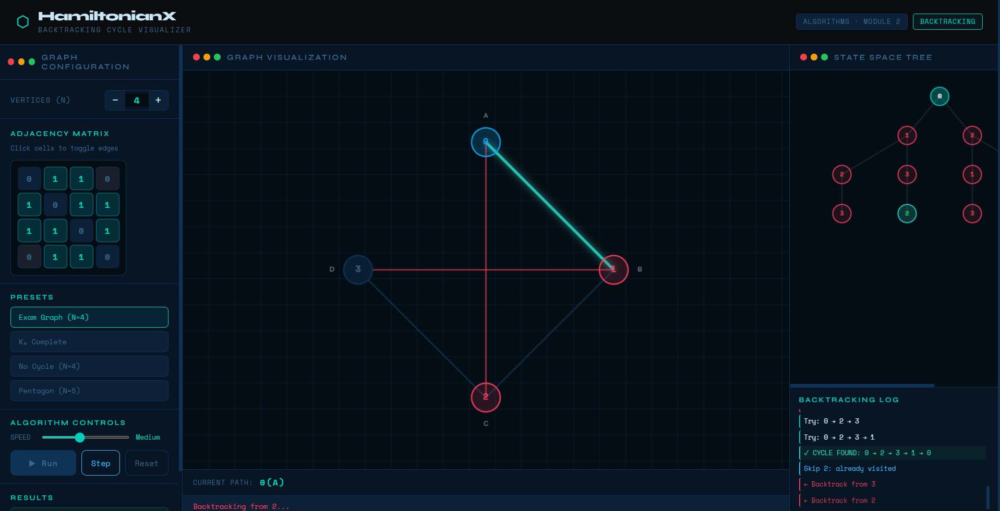 HamiltonianX
BACKTRACKING CYCLE VISUALIZER
ALGORITHMS · MODULE 2
BACKTRACKING
GRAPH
CONFIGURATION
VERTICES (N)
− 4 +
ADJACENCY MATRIX
Click cells to toggle edges
0 1 1 0
1 0 1 1
1 1 0 1
0 1 1 0
PRESETS
Exam Graph (N=4)
K₄ Complete
No Cycle (N=4)
Pentagon (N=5)
ALGORITHM CONTROLS
SPEED Medium
▶ Run
Step
Reset
RESULTS
GRAPH VISUALIZATION
A
0
D 3
1 B
2
C
CURRENT PATH: 0(A)
Backtracking from 2...
STATE SPACE TREE
0
1 2
2 3 1
3 2 3
BACKTRACKING LOG
Try: 0 → 2 → 3
Try: 0 → 2 → 3 → 1
✓ CYCLE FOUND: 0 → 2 → 3 → 1 → 0
Skip 2: already visited
← Backtrack from 3
← Backtrack from 2